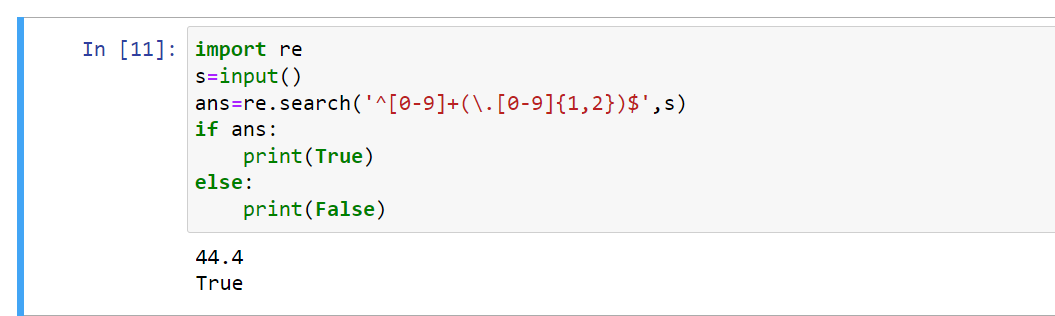 In [11]: import re
s=input()
ans=re.search('^[0-9]+(\.[0-9]{1,2})$',s)
if ans:
    print(True)
else:
    print(False)
44.4
True